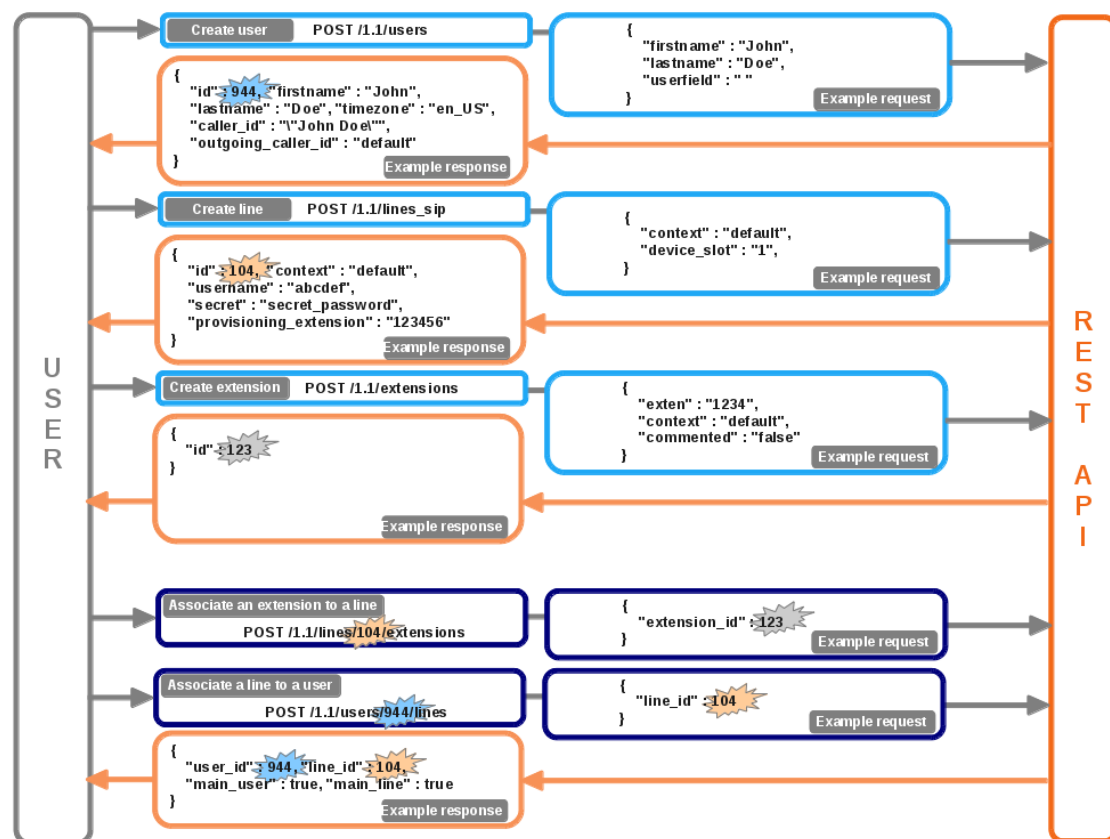 USER
Create user POST /1.1/users
{
"firstname" : "John",
"lastname" : "Doe",
"userfield" : " "
}
Example request
{
"id" : 944, "firstname" : "John",
"lastname" : "Doe", "timezone" : "en_US",
"caller_id" : "\"John Doe\"",
"outgoing_caller_id" : "default"
}
Example response
Create line POST /1.1/lines_sip
{
"context" : "default",
"device_slot" : "1",
}
Example request
{
"id" : 104, "context" : "default",
"username" : "abcdef",
"secret" : "secret_password",
"provisioning_extension" : "123456"
}
Example response
Create extension POST /1.1/extensions
{
"exten" : "1234",
"context" : "default",
"commented" : "false"
}
Example request
{
"id" : 123
}
Example response
Associate an extension to a line
POST /1.1/lines/104/extensions
{
"extension_id" : 123
}
Example request
Associate a line to a user
POST /1.1/users/944/lines
{
"line_id" : 104
}
Example request
{
"user_id" : 944, "line_id" : 104,
"main_user" : true, "main_line" : true
}
Example response
REST API